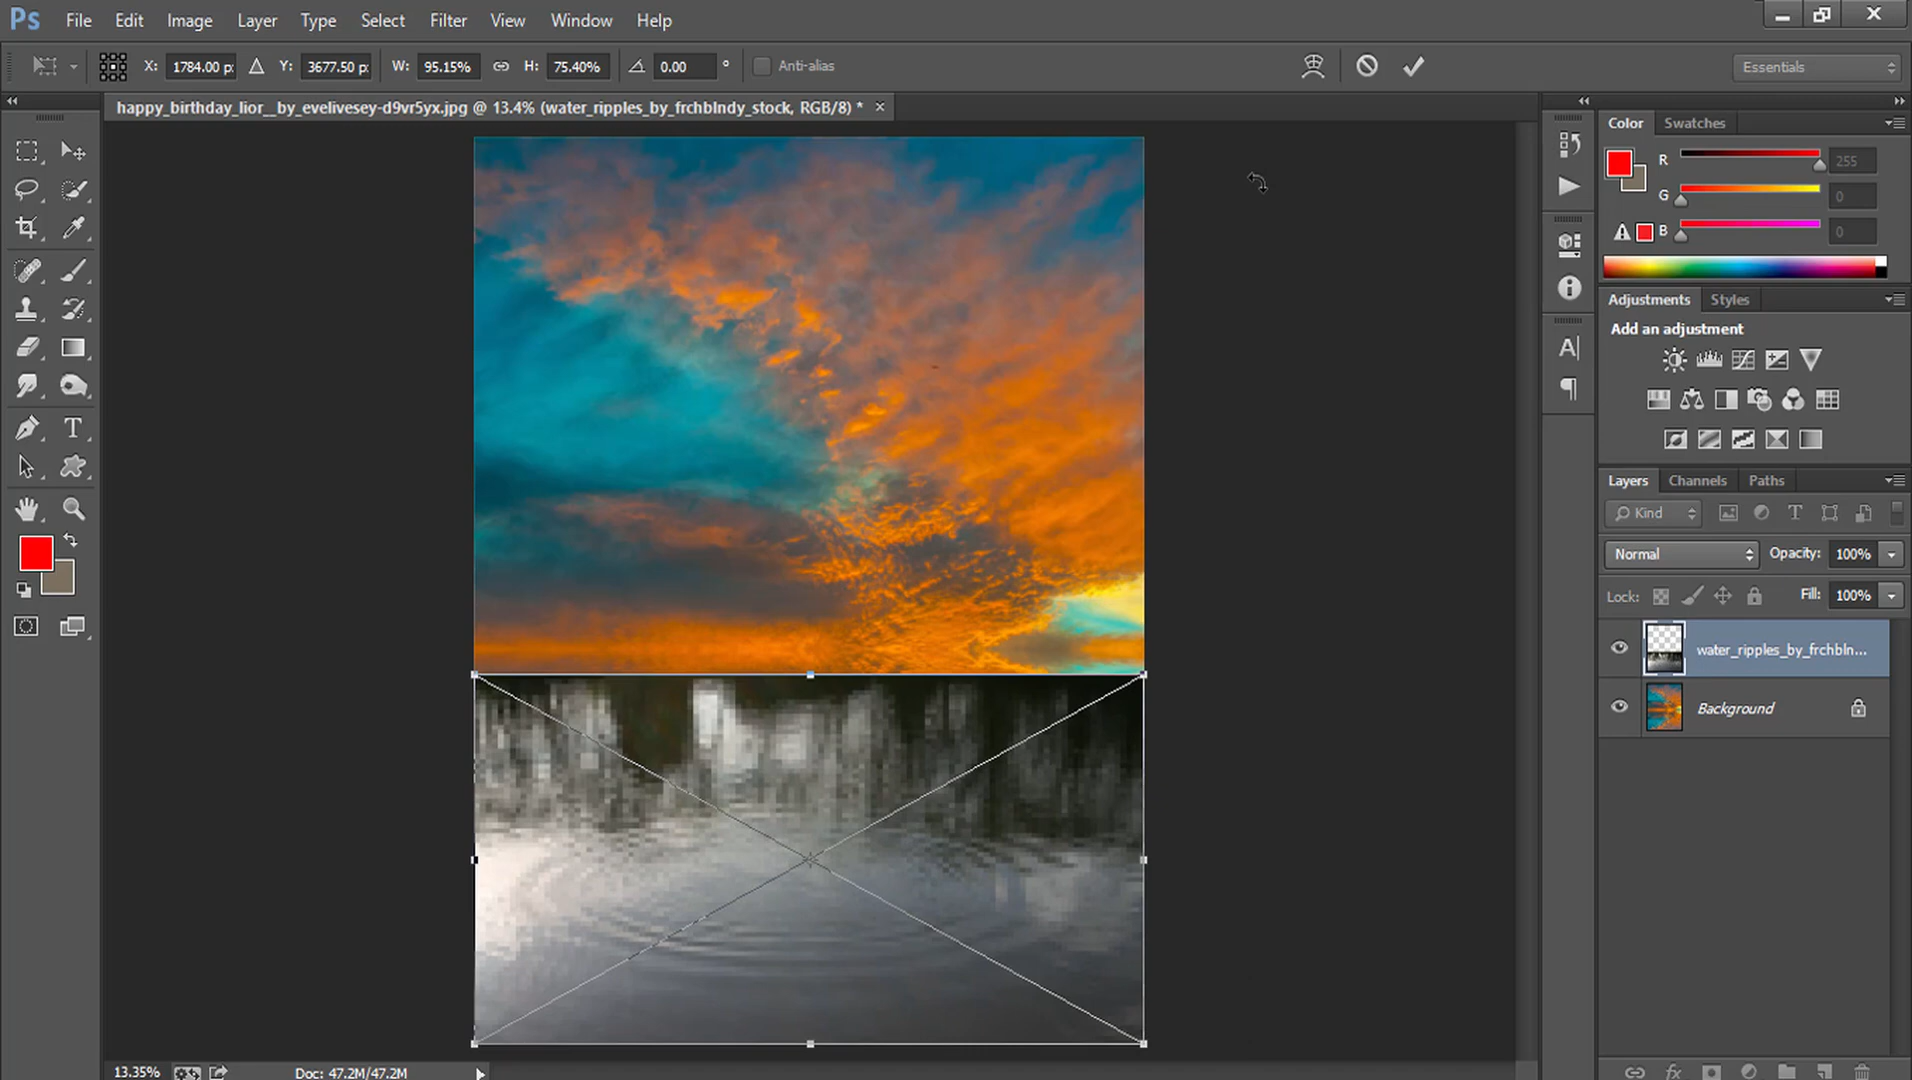 Ps File Edit Image Layer Type Select Filter View Window Help
X: 1784.00 p: Y: 3677.50 p: W: 95.15% H: 75.40% 0.00 ° Anti-alias Essentials
happy_birthday_lior__by_evelivesey-d9vr5yx.jpg @ 13.4% (water_ripples_by_frchblndy_stock, RGB/8) * ×
Color Swatches
R 255
G 0
B 0
Adjustments Styles
Add an adjustment
Layers Channels Paths
Kind
Normal Opacity: 100%
Lock: Fill: 100%
water_ripples_by_frchbln...
Background
13.35% Doc: 47.2M/47.2M